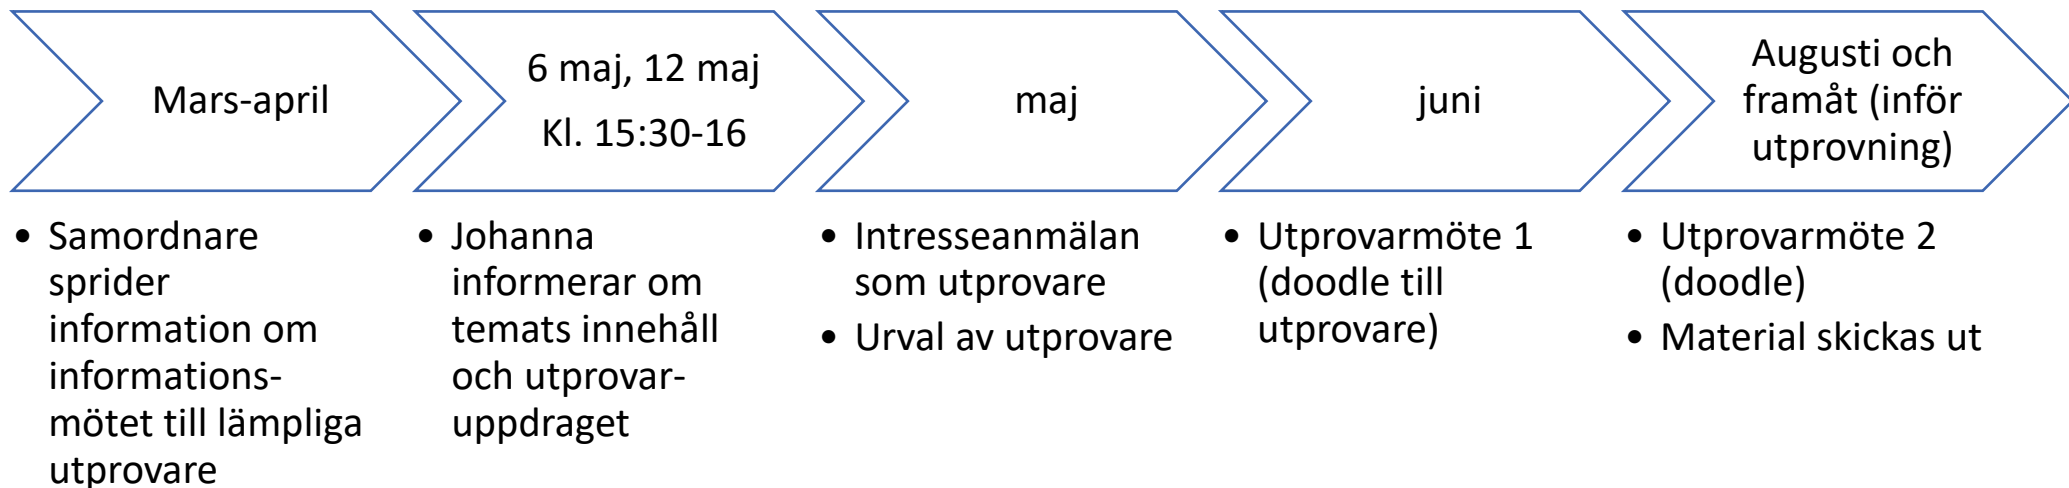 Mars-april
6 maj, 12 maj
Kl. 15:30-16
maj
juni
Augusti och
framåt (inför
utprovning)
• Samordnare
sprider
information om
informations-
mötet till lämpliga
utprovare
• Johanna
informerar om
temats innehåll
och utprovar-
uppdraget
• Intresseanmälan
som utprovare
• Urval av utprovare
• Utprovarmöte 1
(doodle till
utprovare)
• Utprovarmöte 2
(doodle)
• Material skickas ut